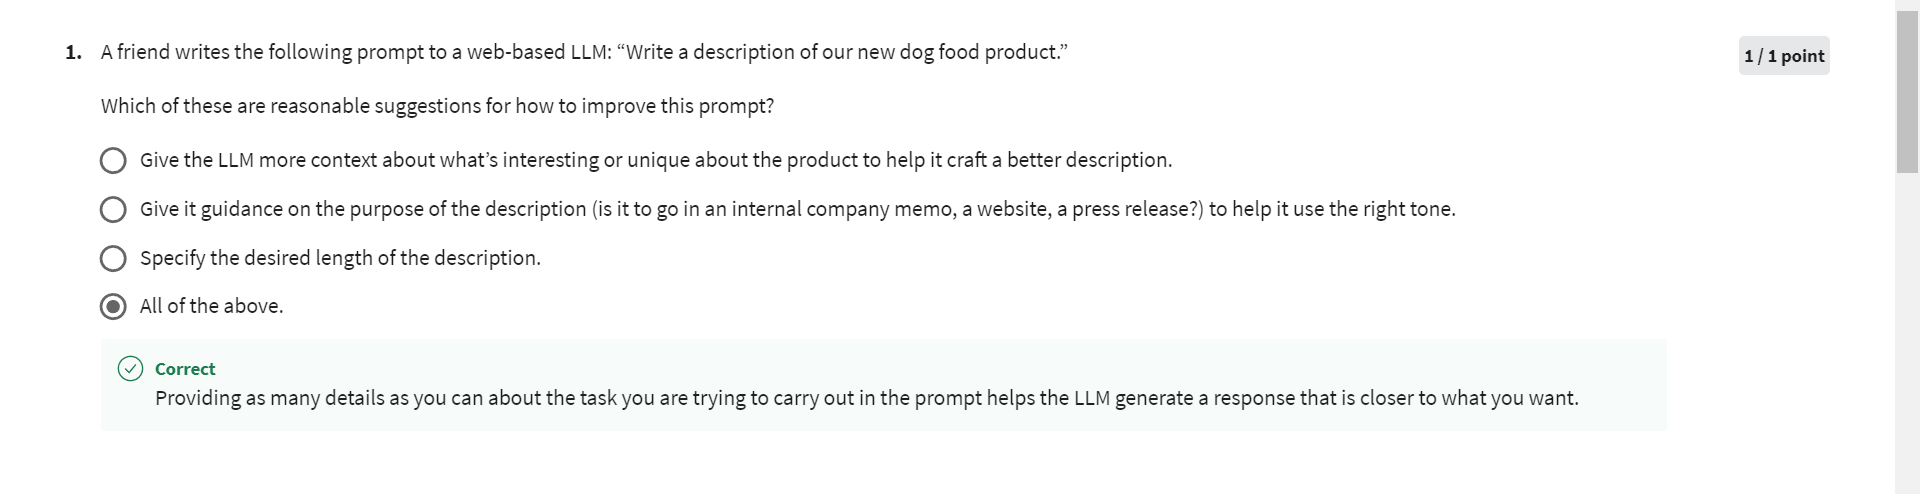 1. A friend writes the following prompt to a web-based LLM: “Write a description of our new dog food product.”
1 / 1 point
Which of these are reasonable suggestions for how to improve this prompt?
Give the LLM more context about what’s interesting or unique about the product to help it craft a better description.
Give it guidance on the purpose of the description (is it to go in an internal company memo, a website, a press release?) to help it use the right tone.
Specify the desired length of the description.
All of the above.
Correct
Providing as many details as you can about the task you are trying to carry out in the prompt helps the LLM generate a response that is closer to what you want.